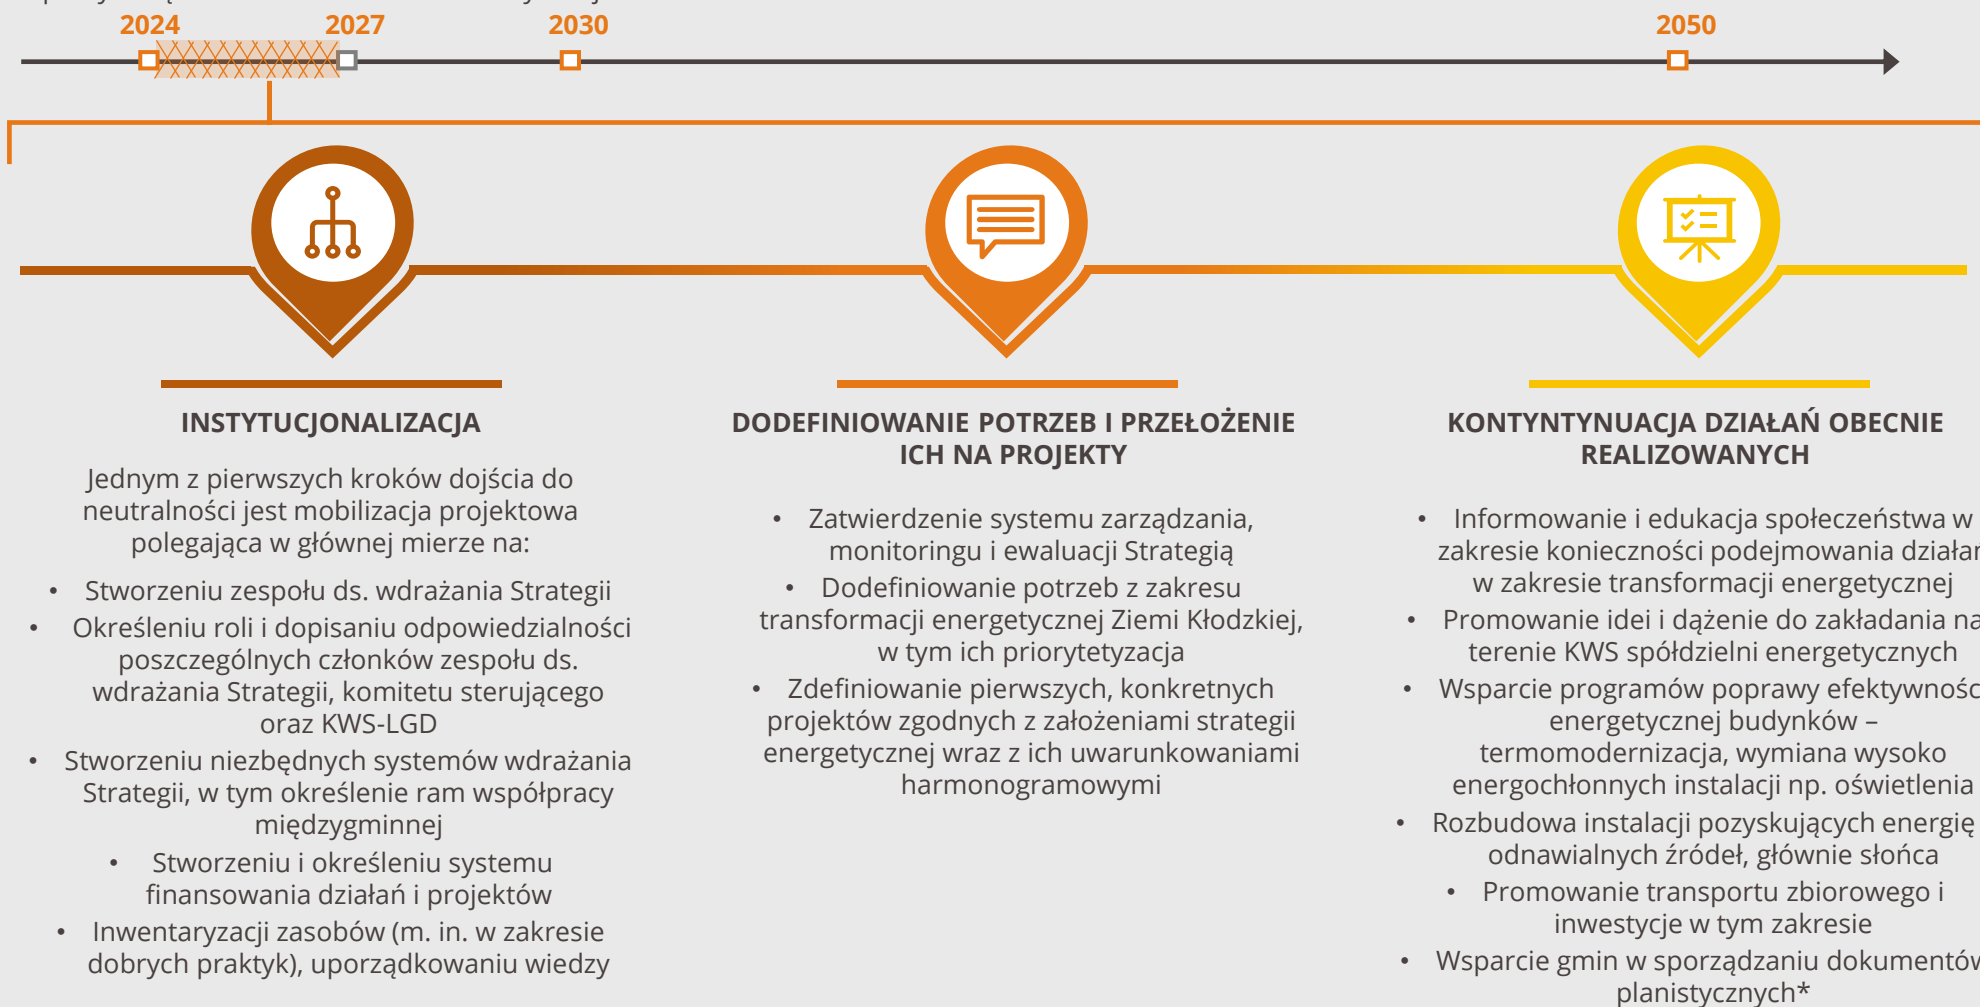 2024
2027
2030
2050
INSTYTUCJONALIZACJA
Jednym z pierwszych kroków dojścia do
neutralności jest mobilizacja projektowa
polegająca w głównej mierze na:
• Stworzeniu zespołu ds. wdrażania Strategii
• Określeniu roli i dopisaniu odpowiedzialności
poszczególnych członków zespołu ds.
wdrażania Strategii, komitetu sterującego
oraz KWS-LGD
• Stworzeniu niezbędnych systemów wdrażania
Strategii, w tym określenie ram współpracy
międzygminnej
• Stworzeniu i określeniu systemu
finansowania działań i projektów
• Inwentaryzacji zasobów (m. in. w zakresie
dobrych praktyk), uporządkowaniu wiedzy
DODEFINIOWANIE POTRZEB I PRZEŁOŻENIE
ICH NA PROJEKTY
• Zatwierdzenie systemu zarządzania,
monitoringu i ewaluacji Strategią
• Dodefiniowanie potrzeb z zakresu
transformacji energetycznej Ziemi Kłodzkiej,
w tym ich priorytetyzacja
• Zdefiniowanie pierwszych, konkretnych
projektów zgodnych z założeniami strategii
energetycznej wraz z ich uwarunkowaniami
harmonogramowymi
KONTYNTYNUACJA DZIAŁAŃ OBECNIE
REALIZOWANYCH
• Informowanie i edukacja społeczeństwa w
zakresie konieczności podejmowania działań
w zakresie transformacji energetycznej
• Promowanie idei i dążenie do zakładania na
terenie KWS spółdzielni energetycznych
• Wsparcie programów poprawy efektywnośc
energetycznej budynków –
termomodernizacja, wymiana wysoko
energochłonnych instalacji np. oświetlenia
• Rozbudowa instalacji pozyskujących energię
odnawialnych źródeł, głównie słońca
• Promowanie transportu zbiorowego i
inwestycje w tym zakresie
• Wsparcie gmin w sporządzaniu dokumentów
planistycznych*